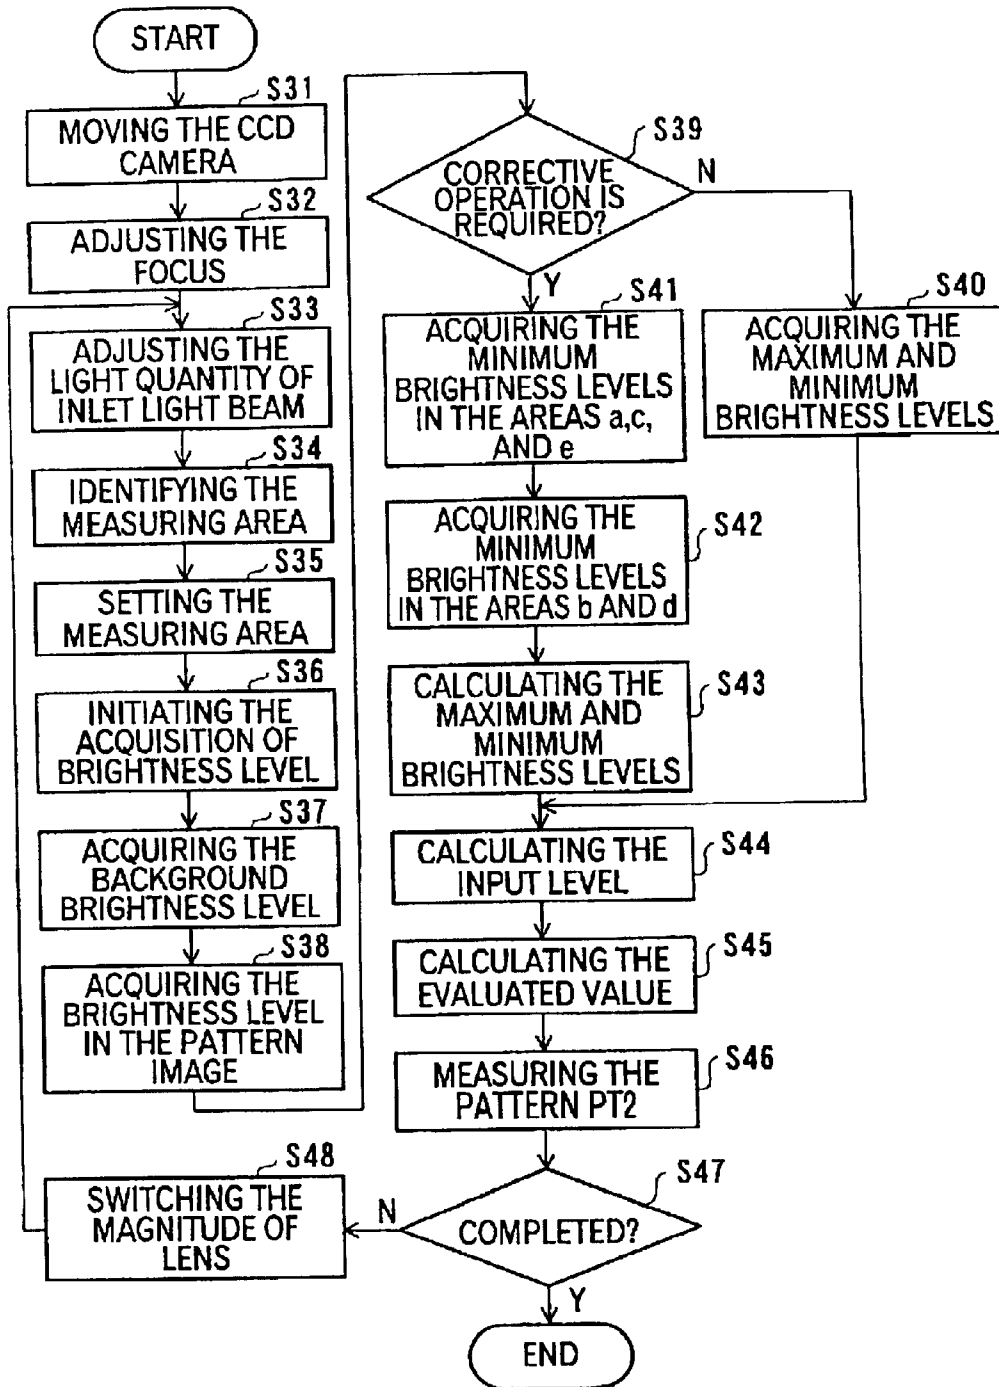 START
S31
MOVING THE CCD
CAMERA
S32
ADJUSTING THE
FOCUS
S33
ADJUSTING THE
LIGHT QUANTITY OF
INLET LIGHT BEAM
S34
IDENTIFYING THE
MEASURING AREA
S35
SETTING THE
MEASURING AREA
S36
INITIATING THE
ACQUISITION OF
BRIGHTNESS LEVEL
S37
ACQUIRING THE
BACKGROUND
BRIGHTNESS LEVEL
S38
ACQUIRING THE
BRIGHTNESS LEVEL
IN THE PATTERN
IMAGE
S39
CORRECTIVE
OPERATION IS
REQUIRED?
N
Y
S40
ACQUIRING THE
MAXIMUM AND
MINIMUM
BRIGHTNESS LEVELS
S41
ACQUIRING THE
MINIMUM
BRIGHTNESS LEVELS
IN THE AREAS a,c,
AND e
S42
ACQUIRING THE
MINIMUM
BRIGHTNESS LEVELS
IN THE AREAS b AND d
S43
CALCULATING THE
MAXIMUM AND
MINIMUM
BRIGHTNESS LEVELS
S44
CALCULATING THE
INPUT LEVEL
S45
CALCULATING THE
EVALUATED VALUE
S46
MEASURING THE
PATTERN PT2
S47
COMPLETED?
N
Y
S48
SWITCHING THE
MAGNITUDE OF
LENS
END